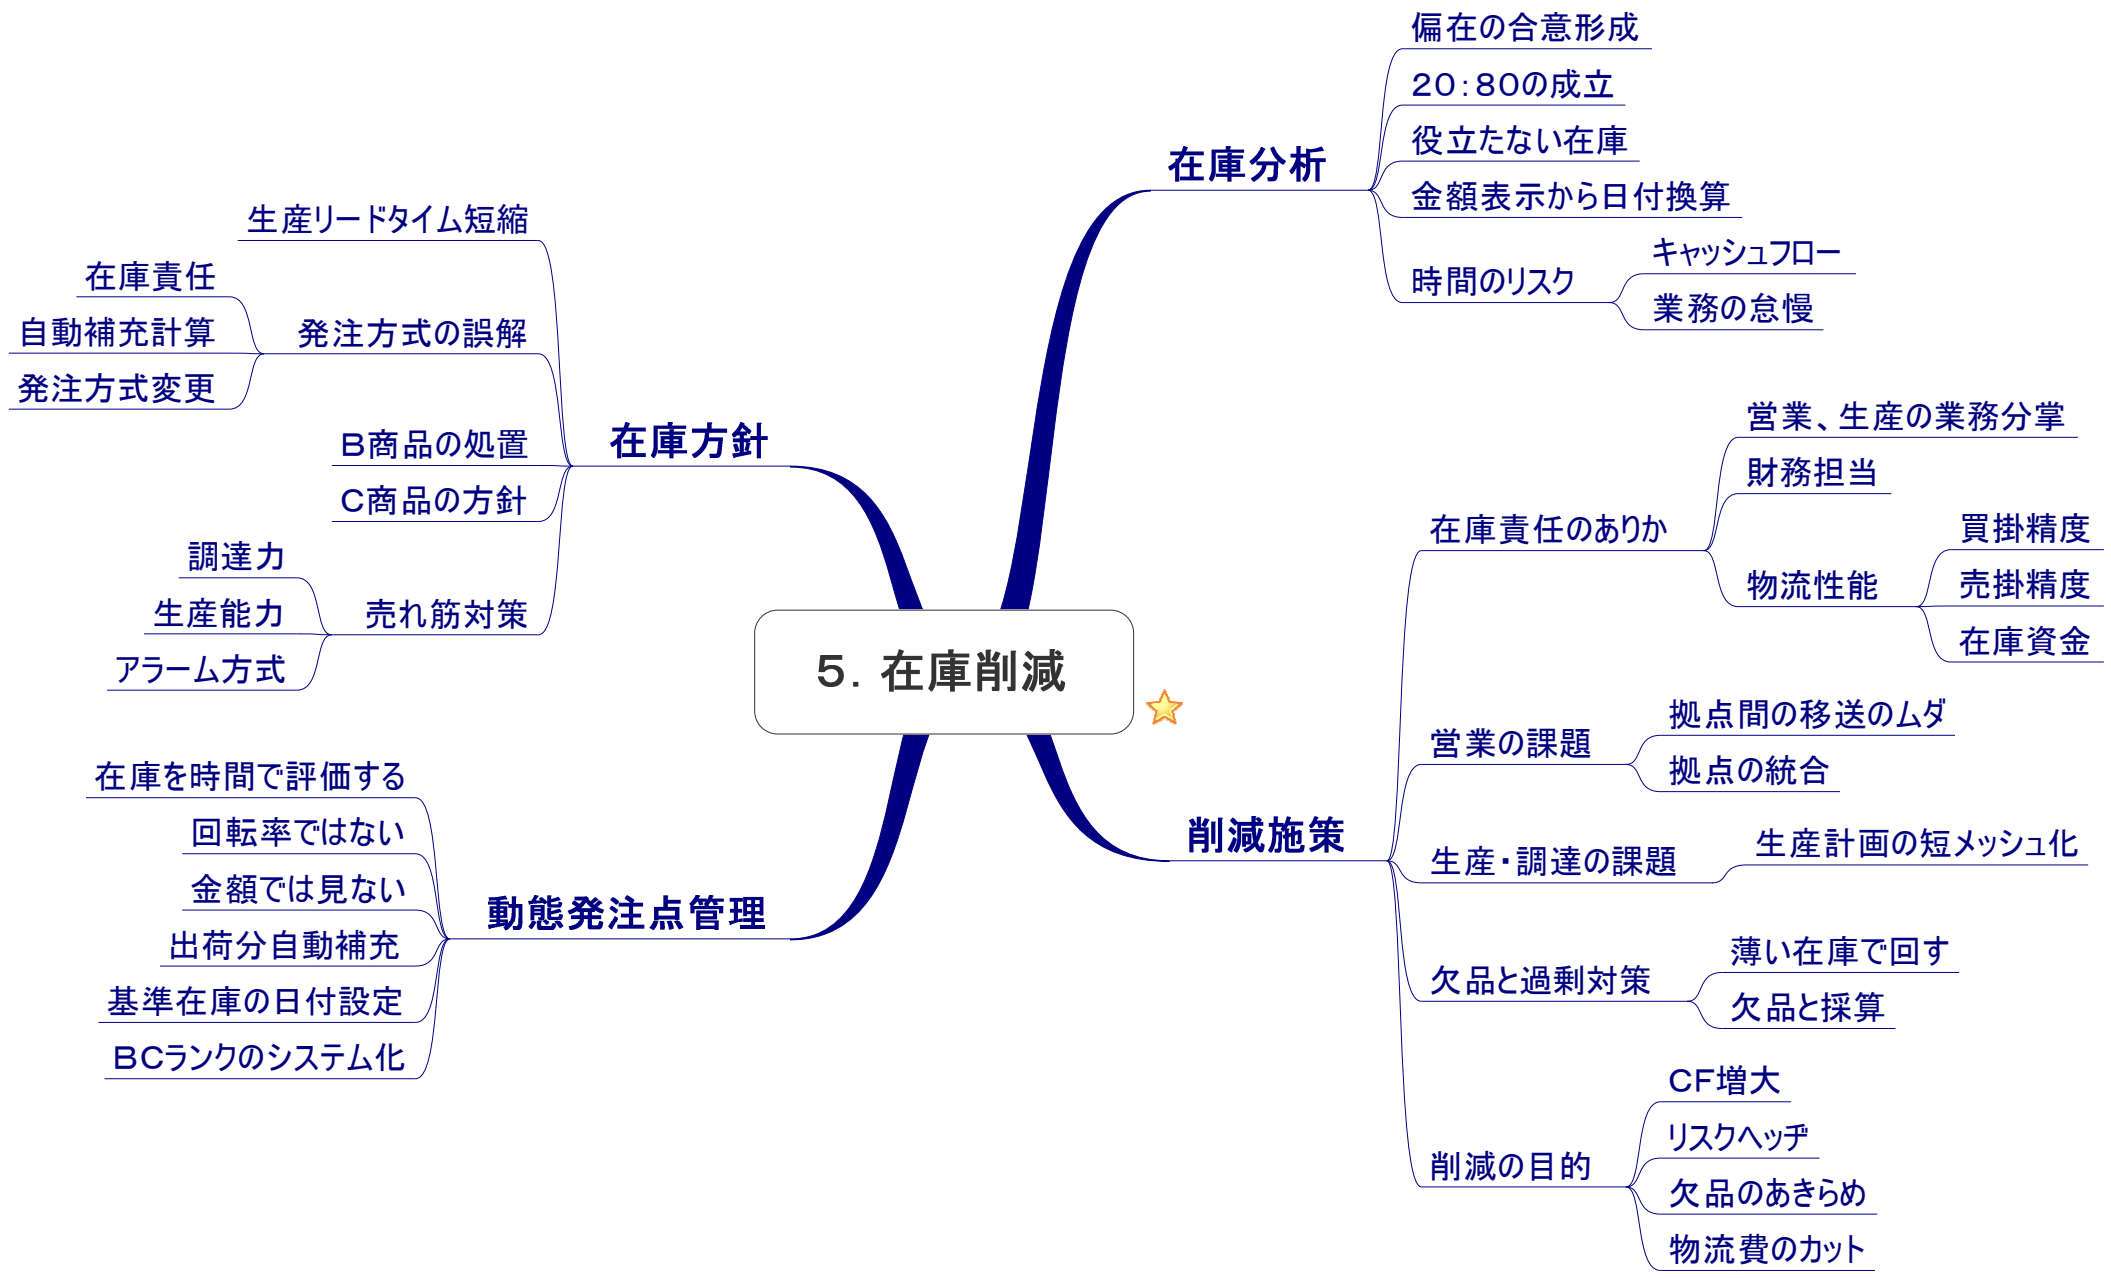 ５．在庫削減
在庫分析
偏在の合意形成
２０：８０の成立
役立たない在庫
金額表示から日付換算
時間のリスク
キャッシュフロー
業務の怠慢
削減施策
在庫責任のありか
営業、生産の業務分掌
財務担当
物流性能
買掛精度
売掛精度
在庫資金
営業の課題
拠点間の移送のムダ
拠点の統合
生産・調達の課題
生産計画の短メッシュ化
欠品と過剰対策
薄い在庫で回す
欠品と採算
削減の目的
ＣＦ増大
リスクヘッヂ
欠品のあきらめ
物流費のカット
在庫方針
生産リードタイム短縮
発注方式の誤解
在庫責任
自動補充計算
発注方式変更
Ｂ商品の処置
Ｃ商品の方針
売れ筋対策
調達力
生産能力
アラーム方式
動態発注点管理
在庫を時間で評価する
回転率ではない
金額では見ない
出荷分自動補充
基準在庫の日付設定
ＢＣランクのシステム化